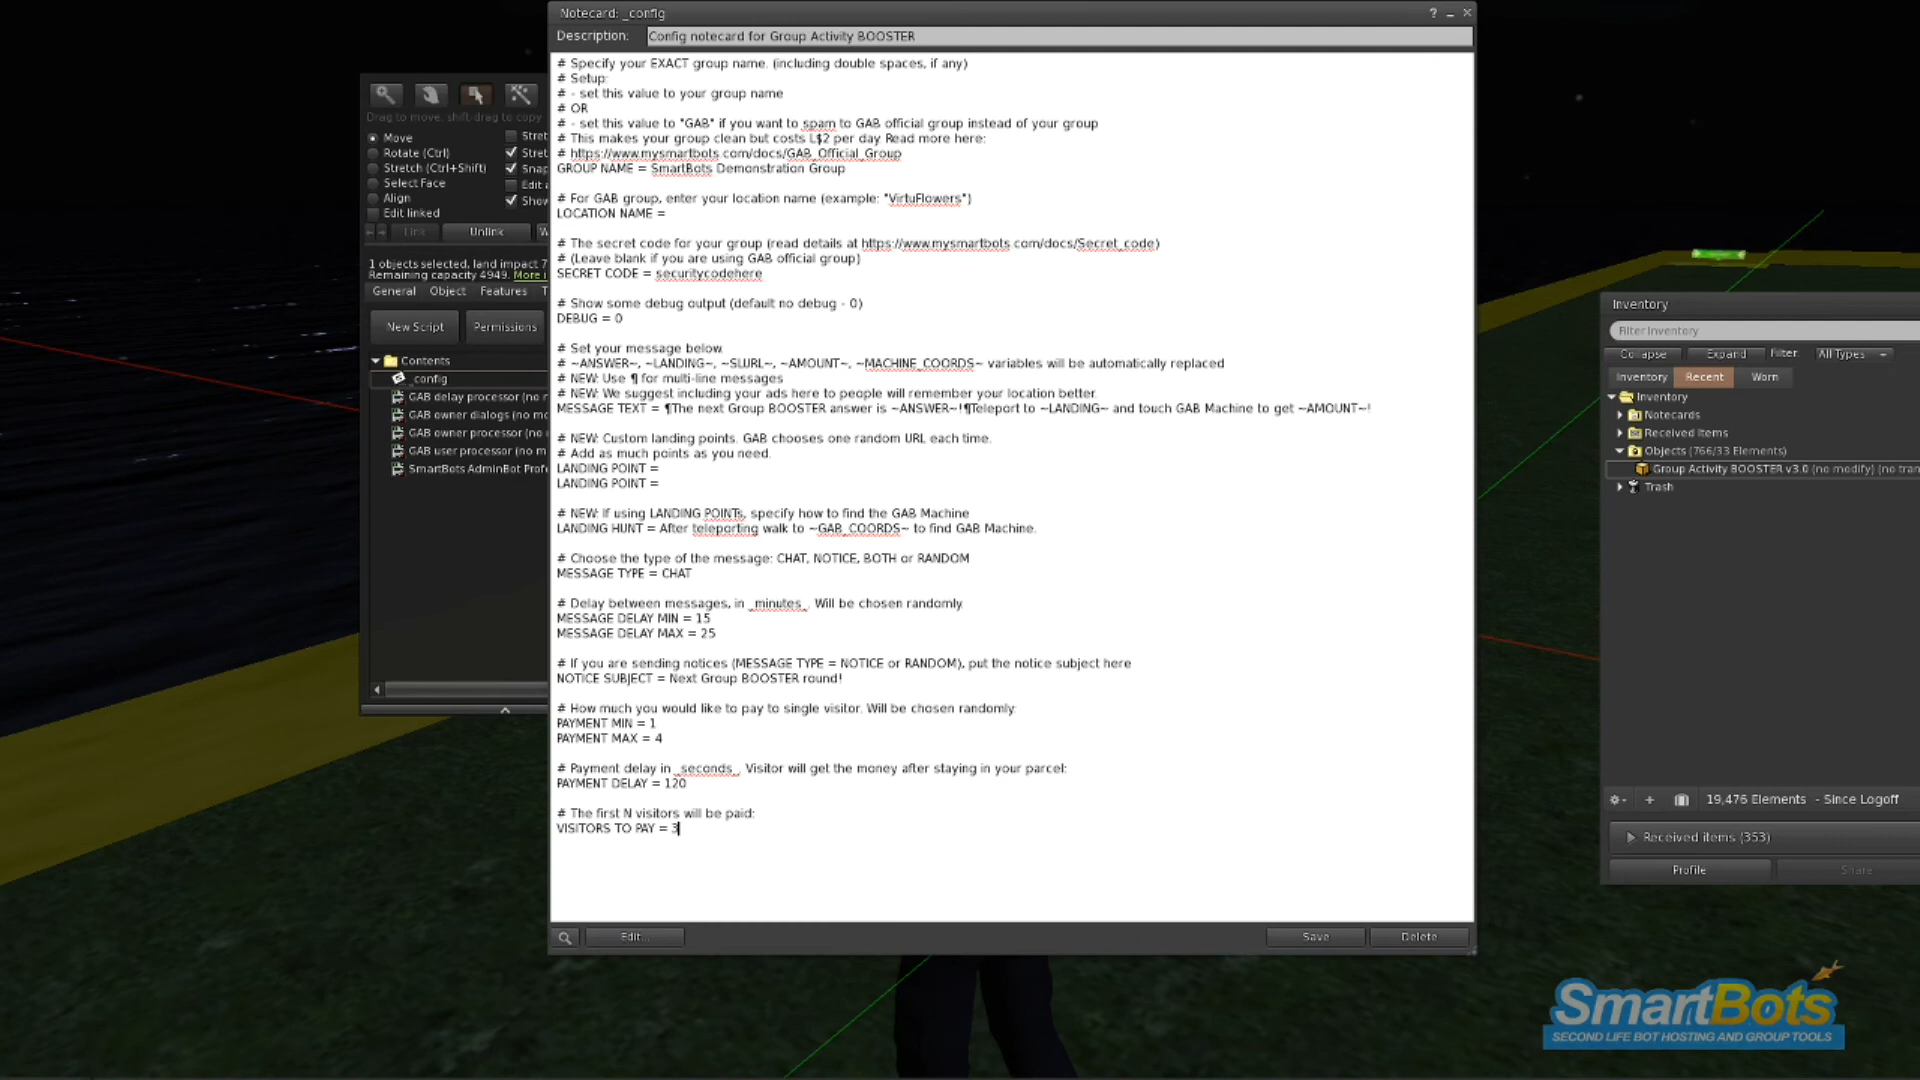 Notecard: _config
? _ ×
Description: Config notecard for Group Activity BOOSTER
# Specify your EXACT group name. (including double spaces, if any)
# Setup:
# - set this value to your group name
# OR
# - set this value to "GAB" if you want to spam to GAB official group instead of your group
# This makes your group clean but costs L$2 per day Read more here:
# https://www.mysmartbots.com/docs/GAB_Official_Group
GROUP NAME = SmartBots Demonstration Group
# For GAB group, enter your location name (example: "VirtuFlowers")
LOCATION NAME =
# The secret code for your group (read details at https://www.mysmartbots.com/docs/Secret_code)
# (Leave blank if you are using GAB official group)
SECRET CODE = securitycodehere
# Show some debug output (default no debug - 0)
DEBUG = 0
# Set your message below.
# ~ANSWER~, ~LANDING~, ~SLURL~, ~AMOUNT~, ~MACHINE_COORDS~ variables will be automatically replaced
# NEW: Use ¶ for multi-line messages
# NEW: We suggest including your ads here to people will remember your location better.
MESSAGE TEXT = ¶The next Group BOOSTER answer is ~ANSWER~!¶Teleport to ~LANDING~ and touch GAB Machine to get ~AMOUNT~!
# NEW: Custom landing points. GAB chooses one random URL each time.
# Add as much points as you need.
LANDING POINT =
LANDING POINT =
# NEW: If using LANDING POINTs, specify how to find the GAB Machine
LANDING HUNT = After teleporting walk to ~GAB_COORDS~ to find GAB Machine.
# Choose the type of the message: CHAT, NOTICE, BOTH or RANDOM
MESSAGE TYPE = CHAT
# Delay between messages, in _minutes_. Will be chosen randomly
MESSAGE DELAY MIN = 15
MESSAGE DELAY MAX = 25
# If you are sending notices (MESSAGE TYPE = NOTICE or RANDOM), put the notice subject here
NOTICE SUBJECT = Next Group BOOSTER round!
# How much you would like to pay to single visitor. Will be chosen randomly:
PAYMENT MIN = 1
PAYMENT MAX = 4
# Payment delay in _seconds_. Visitor will get the money after staying in your parcel:
PAYMENT DELAY = 120
# The first N visitors will be paid:
VISITORS TO PAY = 3
Edit...
Save
Delete
Drag to move, shift-drag to copy
Move
Rotate (Ctrl)
Stretch (Ctrl+Shift)
Select Face
Align
Edit linked
Stret
Stret
Snap
Edit
Show
Link
Unlink
W
1 objects selected, land impact 7
Remaining capacity 4949. More i
General Object Features T
New Script
Permissions
Contents
_config
GAB delay processor (no m
GAB owner dialogs (no mo
GAB owner processor (no
GAB user processor (no m
SmartBots AdminBot Prof
Inventory
Filter Inventory
Collapse Expand Filter: All Types
Inventory Recent Worn
Inventory
Notecards
Received Items
Objects (766/33 Elements)
Group Activity BOOSTER v3.0 (no modify) (no tran
Trash
19,476 Elements - Since Logoff
Received items (353)
Profile
Share
SmartBots
SECOND LIFE BOT HOSTING AND GROUP TOOLS